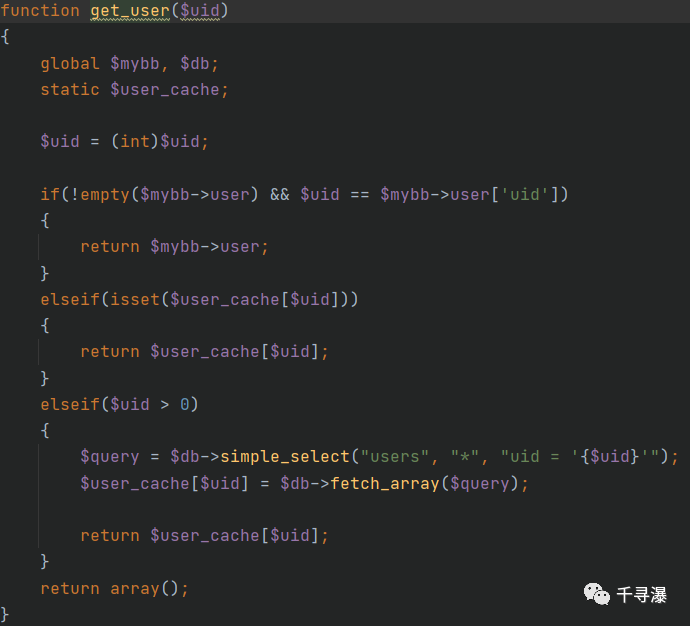 function get_user($uid)
{
    global $mybb, $db;
    static $user_cache;

    $uid = (int)$uid;

    if(!empty($mybb->user) && $uid == $mybb->user['uid'])
    {
        return $mybb->user;
    }
    elseif(isset($user_cache[$uid]))
    {
        return $user_cache[$uid];
    }
    elseif($uid > 0)
    {
        $query = $db->simple_select("users", "*", "uid = '{$uid}'");
        $user_cache[$uid] = $db->fetch_array($query);

        return $user_cache[$uid];
    }
    return array();
}
千寻瀑